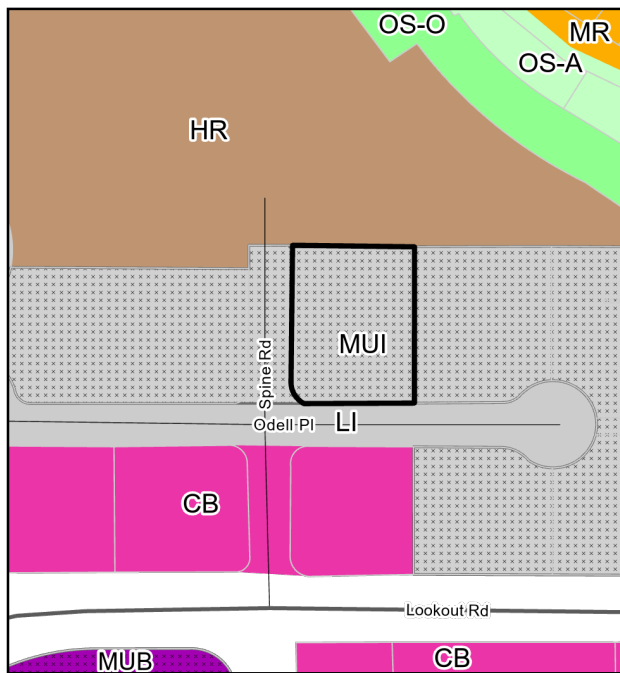 OS-O
MR
OS-A
HR
MUI
Spine Rd
Odell Pl
LI
CB
Lookout Rd
MUB
CB